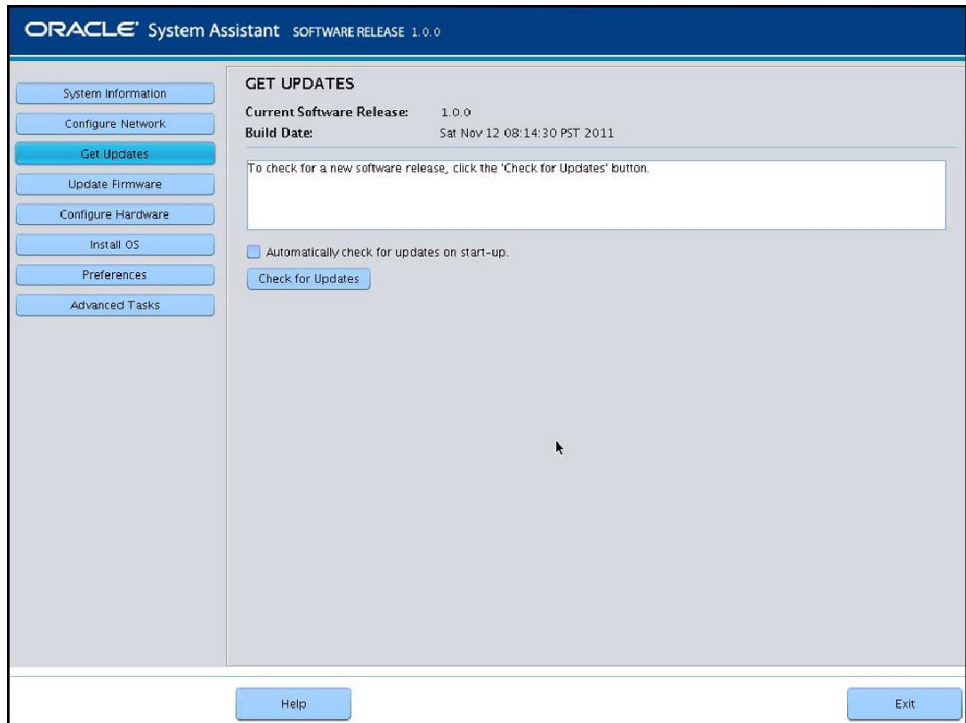 ORACLE' System Assistant SOFTWARE RELEASE 1.0.0
System Information
Configure Network
Get Updates
Update Firmware
Configure Hardware
Install OS
Preferences
Advanced Tasks
GET UPDATES
Current Software Release: 1.0.0
Build Date: Sat Nov 12 08:14:30 PST 2011
To check for a new software release, click the 'Check for Updates' button.
Automatically check for updates on start-up.
Check for Updates
Help
Exit